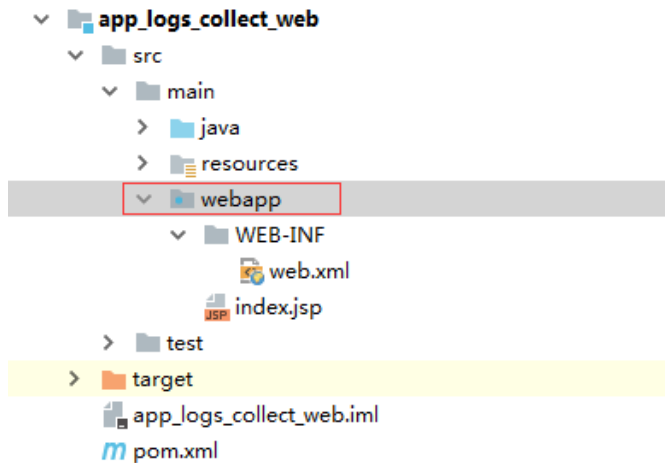 app_logs_collect_web
src
main
java
resources
webapp
WEB-INF
web.xml
JSP index.jsp
test
target
app_logs_collect_web.iml
m pom.xml